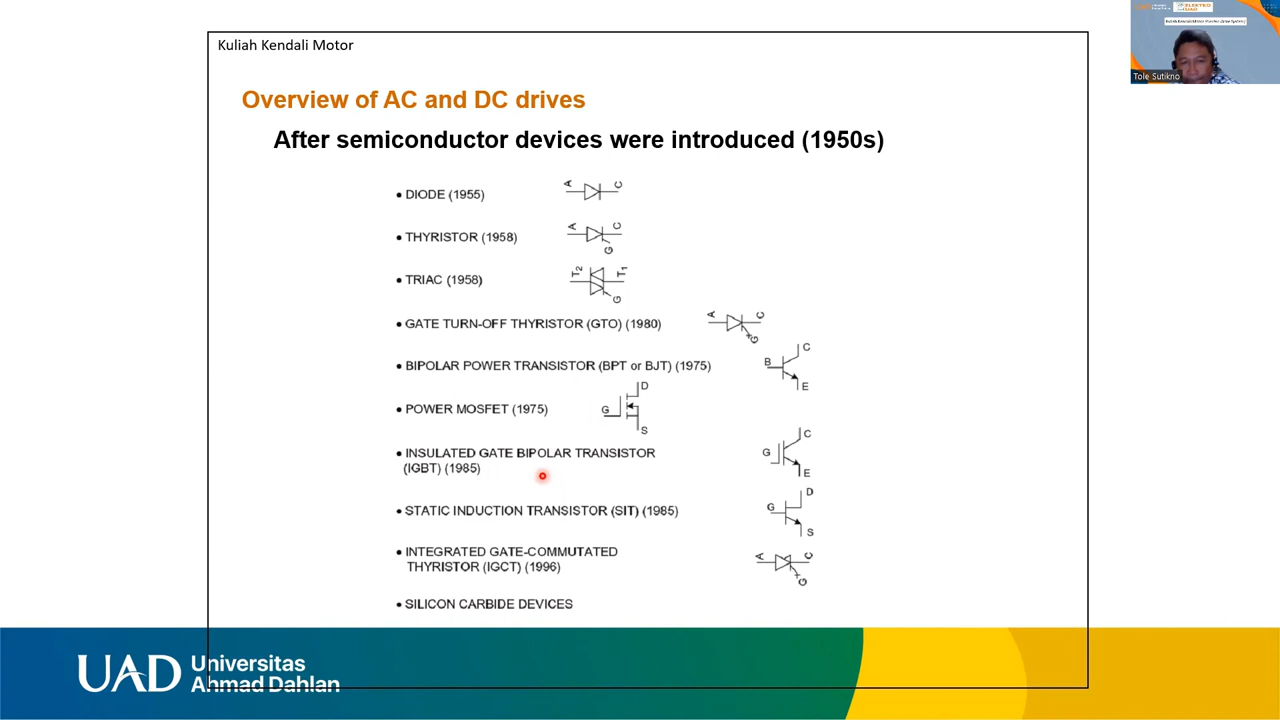 Kuliah Kendali Motor
Tole Sutikno
Overview of AC and DC drives
After semiconductor devices were introduced (1950s)
• DIODE (1955)
A C
• THYRISTOR (1958)
A C G
• TRIAC (1958)
T2 T1 G
• GATE TURN-OFF THYRISTOR (GTO) (1980)
A C G
• BIPOLAR POWER TRANSISTOR (BPT or BJT) (1975)
B C E
• POWER MOSFET (1975)
G D S
• INSULATED GATE BIPOLAR TRANSISTOR
(IGBT) (1985)
G C E
• STATIC INDUCTION TRANSISTOR (SIT) (1985)
G D S
• INTEGRATED GATE-COMMUTATED
THYRISTOR (IGCT) (1996)
A C G
• SILICON CARBIDE DEVICES
UAD
Universitas
Ahmad Dahlan